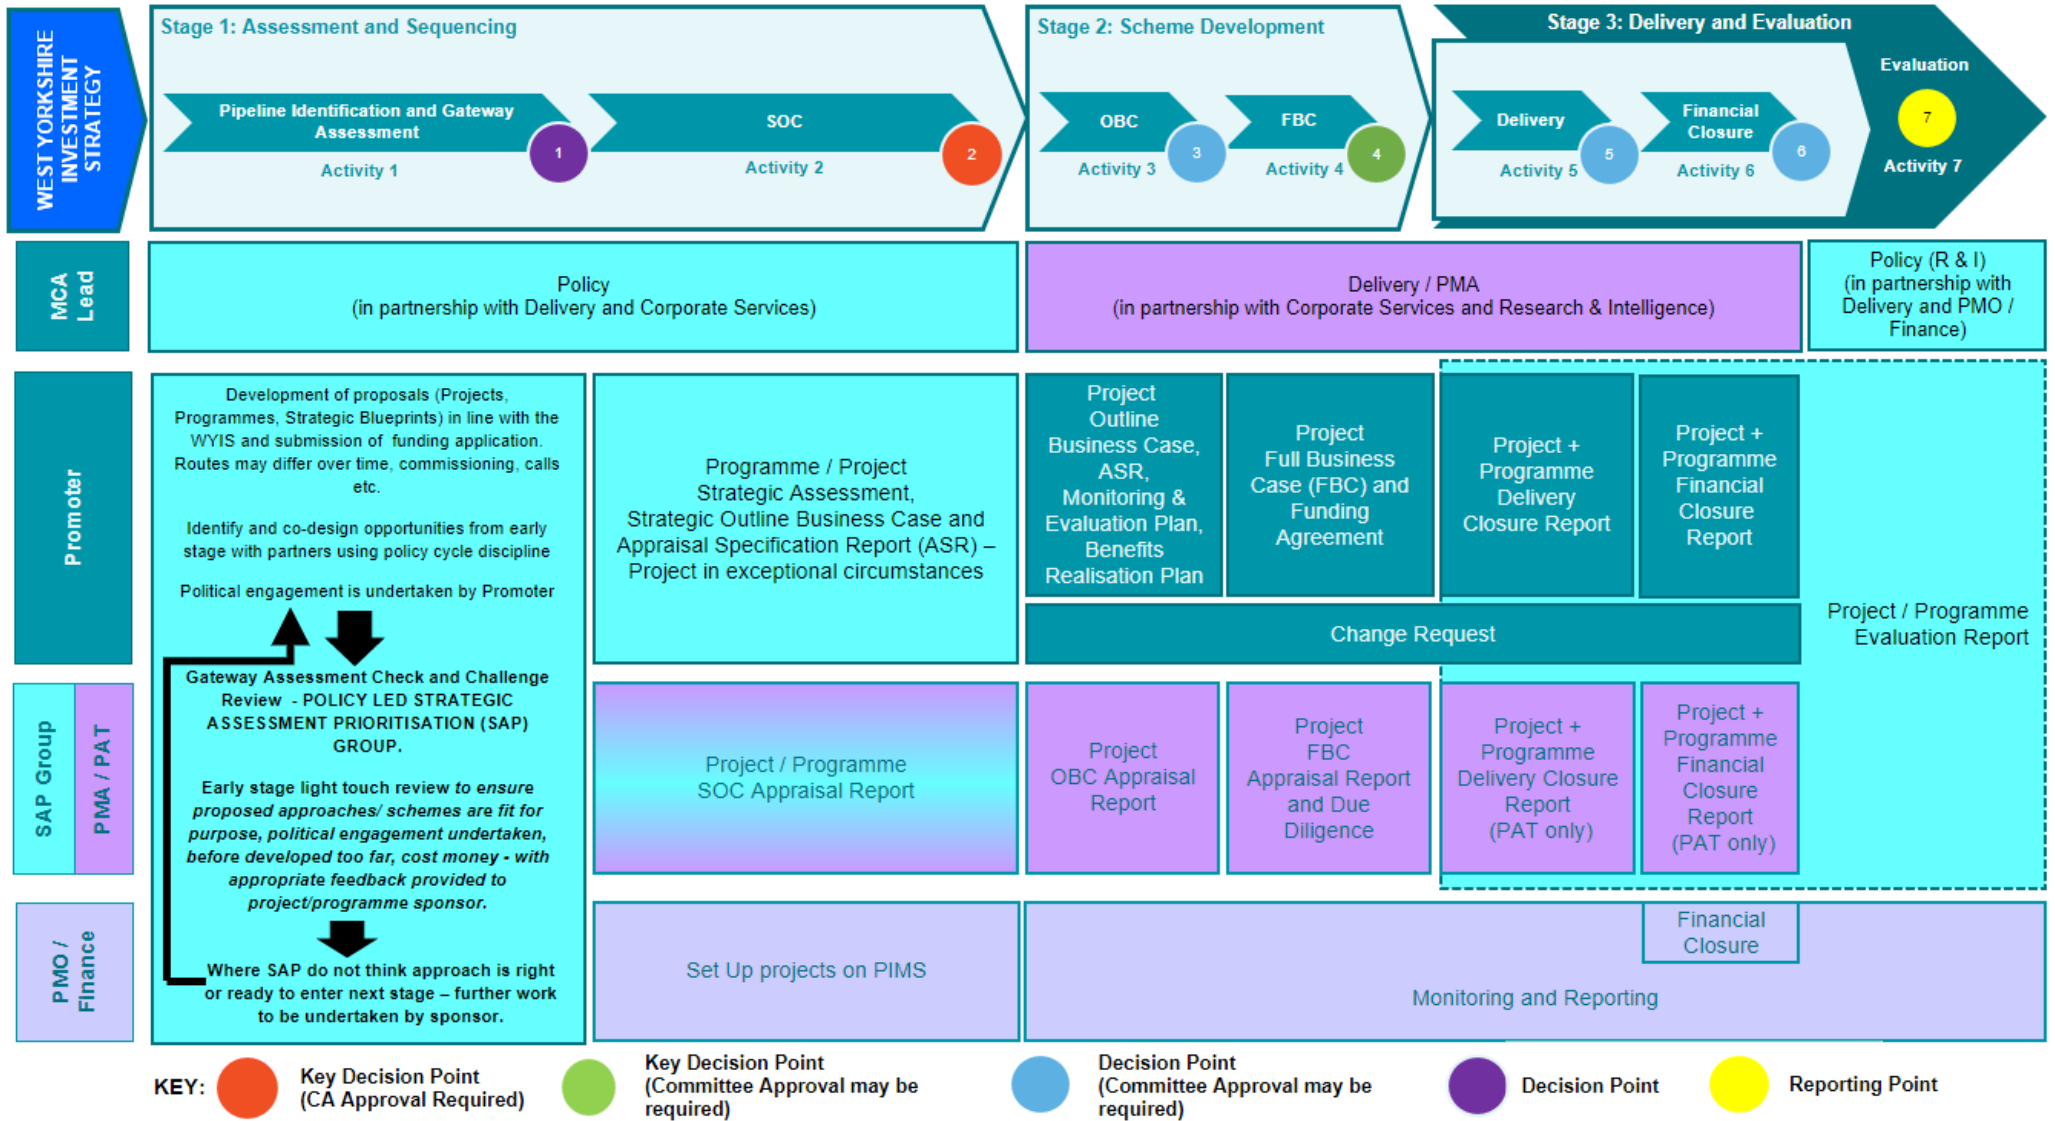 WEST YORKSHIRE
INVESTMENT
STRATEGY
Stage 1: Assessment and Sequencing
Pipeline Identification and Gateway
Assessment
Activity 1
1
SOC
Activity 2
2
Stage 2: Scheme Development
OBC
Activity 3
3
FBC
Activity 4
4
Stage 3: Delivery and Evaluation
Delivery
Activity 5
5
Financial
Closure
Activity 6
6
Evaluation
7
Activity 7
MCA
Lead
Policy
(in partnership with Delivery and Corporate Services)
Delivery / PMA
(in partnership with Corporate Services and Research & Intelligence)
Policy (R & I)
(in partnership with
Delivery and PMO /
Finance)
Promoter
Development of proposals (Projects,
Programmes, Strategic Blueprints) in line with the
WYIS and submission of funding application.
Routes may differ over time, commissioning, calls
etc.
Identify and co-design opportunities from early
stage with partners using policy cycle discipline
Political engagement is undertaken by Promoter
Gateway Assessment Check and Challenge
Review - POLICY LED STRATEGIC
ASSESSMENT PRIORITISATION (SAP)
GROUP.
Early stage light touch review to ensure
proposed approaches/ schemes are fit for
purpose, political engagement undertaken,
before developed too far, cost money - with
appropriate feedback provided to
project/programme sponsor.
Where SAP do not think approach is right
or ready to enter next stage – further work
to be undertaken by sponsor.
Programme / Project
Strategic Assessment,
Strategic Outline Business Case and
Appraisal Specification Report (ASR) –
Project in exceptional circumstances
Project
Outline
Business Case,
ASR,
Monitoring &
Evaluation Plan,
Benefits
Realisation Plan
Project
Full Business
Case (FBC) and
Funding
Agreement
Project +
Programme
Delivery
Closure Report
Project +
Programme
Financial
Closure
Report
Change Request
Project / Programme
Evaluation Report
SAP Group
PMA / PAT
Project / Programme
SOC Appraisal Report
Project
OBC Appraisal
Report
Project
FBC
Appraisal Report
and Due
Diligence
Project +
Programme
Delivery Closure
Report
(PAT only)
Project +
Programme
Financial
Closure
Report
(PAT only)
PMO /
Finance
Set Up projects on PIMS
Financial
Closure
Monitoring and Reporting
KEY:
Key Decision Point
(CA Approval Required)
Key Decision Point
(Committee Approval may be
required)
Decision Point
(Committee Approval may be
required)
Decision Point
Reporting Point